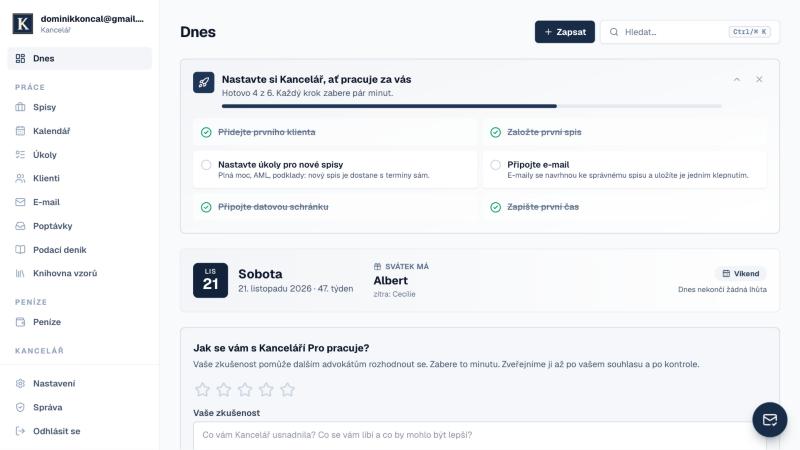 dominikkoncal@gmail....
Kancelář
Dnes
PRÁCE
Spisy
Kalendář
Úkoly
Klienti
E-mail
Poptávky
Podací deník
Knihovna vzorů
PENÍZE
Peníze
KANCELÁŘ
Nastavení
Správa
Odhlásit se
Dnes
+ Zapsat
Hledat...
Ctrl/⌘ K
Nastavte si Kancelář, ať pracuje za vás
Hotovo 4 z 6. Každý krok zabere pár minut.
Přidejte prvního klienta
Založte první spis
Nastavte úkoly pro nové spisy
Plná moc, AML, podklady: nový spis je dostane s termíny sám.
Připojte e-mail
E-maily se navrhnou ke správnému spisu a uložíte je jedním klepnutím.
Připojte datovou schránku
Zapište první čas
LIS
21
Sobota
21. listopadu 2026 · 47. týden
SVÁTEK MÁ
Albert
zítra: Cecílie
Víkend
Dnes nekončí žádná lhůta
Jak se vám s Kanceláří Pro pracuje?
Vaše zkušenost pomůže dalším advokátům rozhodnout se. Zabere to minutu. Zveřejníme ji až po vašem souhlasu a po kontrole.
Vaše zkušenost
Co vám Kancelář usnadnila? Co se vám líbí a co by mohlo být lepší?